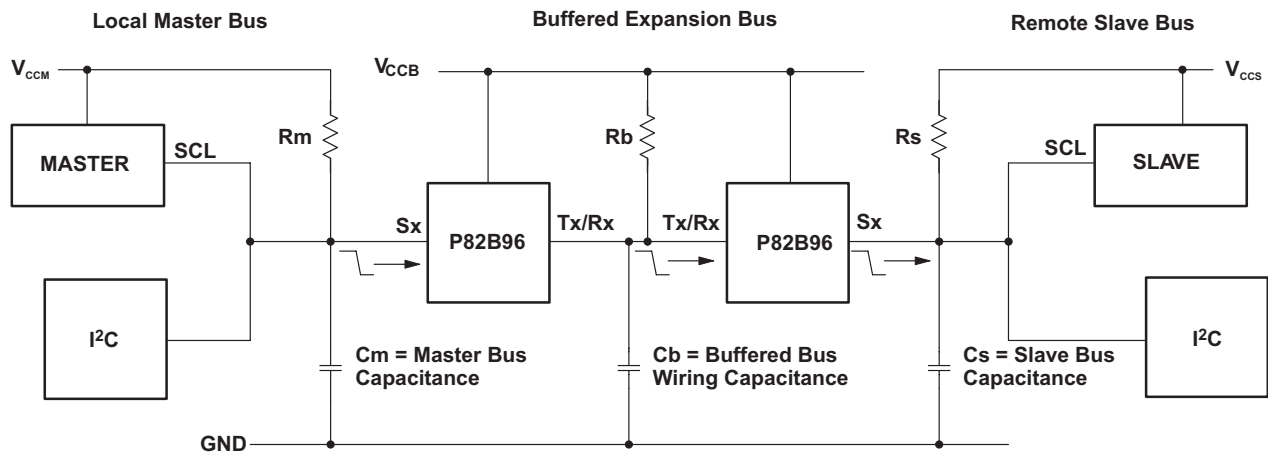 Local Master Bus
Buffered Expansion Bus
Remote Slave Bus
VCCM
VCCB
VCCS
Rm
Rb
Rs
MASTER
SCL
SCL
SLAVE
Sx
P82B96
Tx/Rx
Tx/Rx
P82B96
Sx
I²C
I²C
Cm = Master Bus
Capacitance
Cb = Buffered Bus
Wiring Capacitance
Cs = Slave Bus
Capacitance
GND